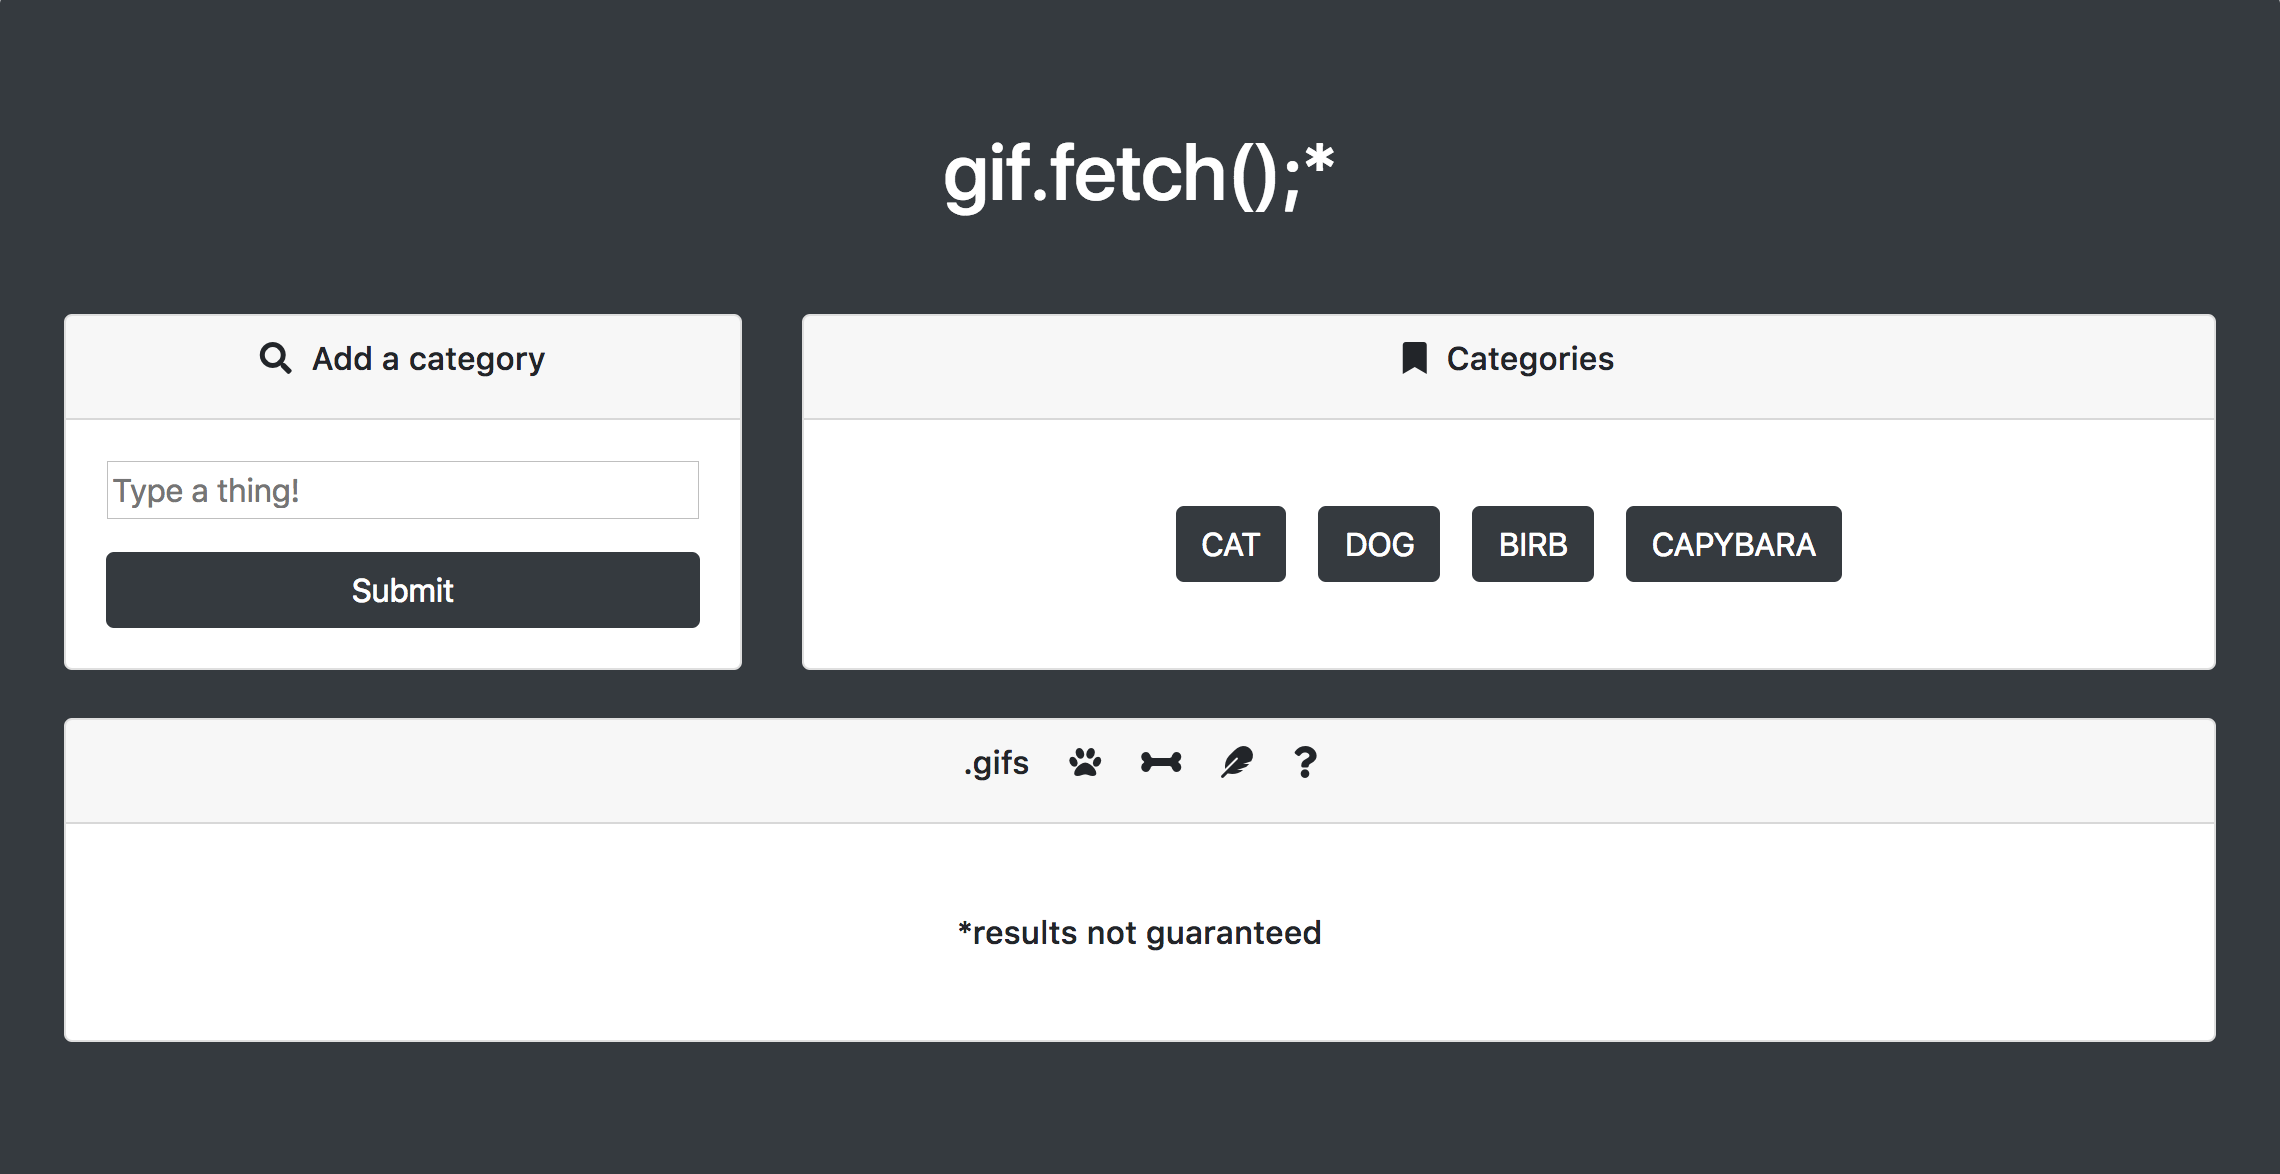 gif.fetch();*
Add a category
Type a thing!
Submit
Categories
CAT DOG BIRB CAPYBARA
.gifs ?
*results not guaranteed